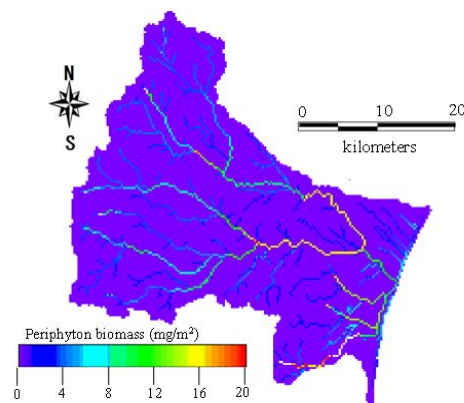 N
S
0 10 20
kilometers
Periphyton biomass (mg/m²)
0 4 8 12 16 20